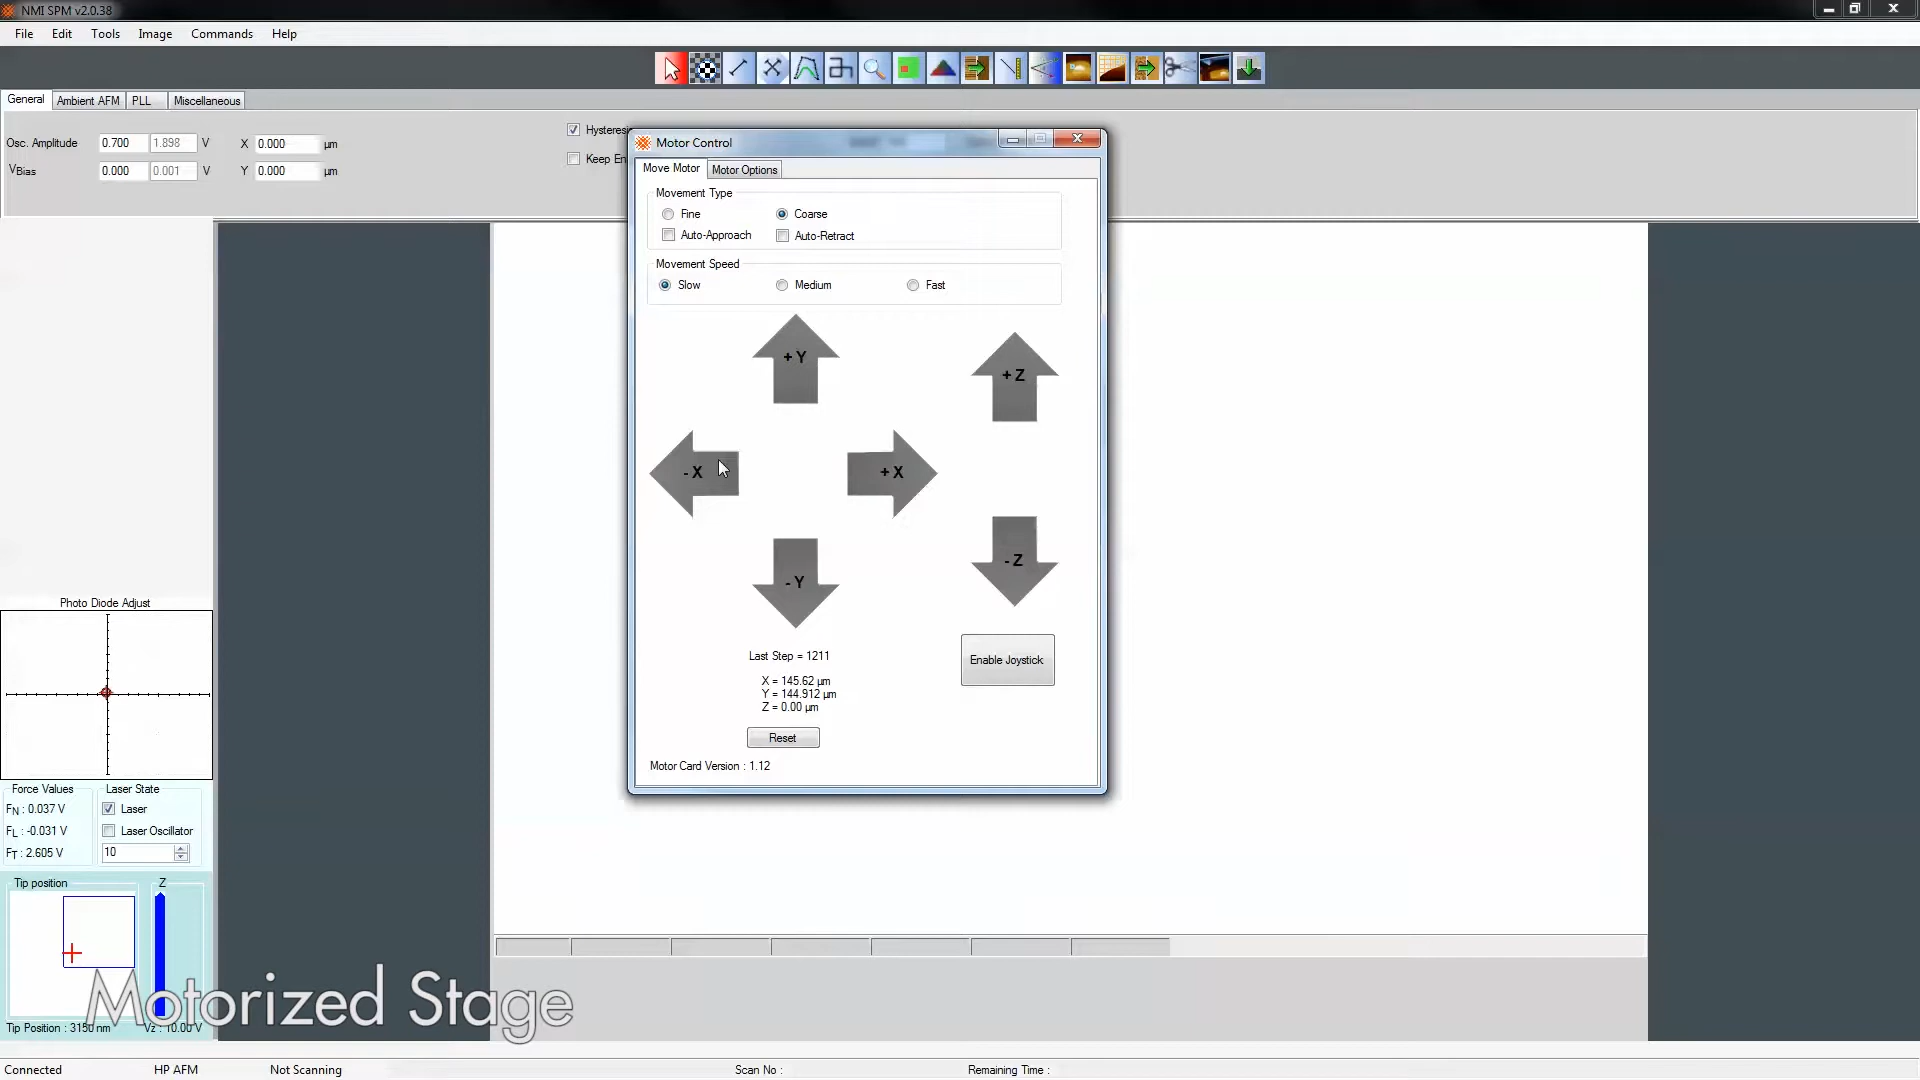 NMI SPM v2.0.38
File Edit Tools Image Commands Help
General Ambient AFM PLL Miscellaneous
Osc. Amplitude 0.700 1.898 V X 0.000 µm
VBias 0.000 0.001 V Y 0.000 µm
Motor Control
Move Motor Motor Options
Movement Type
Fine Coarse
Auto-Approach Auto-Retract
Movement Speed
Slow Medium Fast
+ Y
+ Z
- X
+ X
- Y
- Z
Enable Joystick
Last Step = 1211
X = 145.62 µm
Y = 144.912 µm
Z = 0.00 µm
Reset
Motor Card Version : 1.12
Photo Diode Adjust
Force Values Laser State
FN : 0.037 V Laser
FL : -0.031 V Laser Oscillator
FT : 2.605 V 10
Tip position Z
Motorized Stage
Tip Position : 3150 nm Vz : 10.00 V
Connected HP AFM Not Scanning Scan No : Remaining Time :